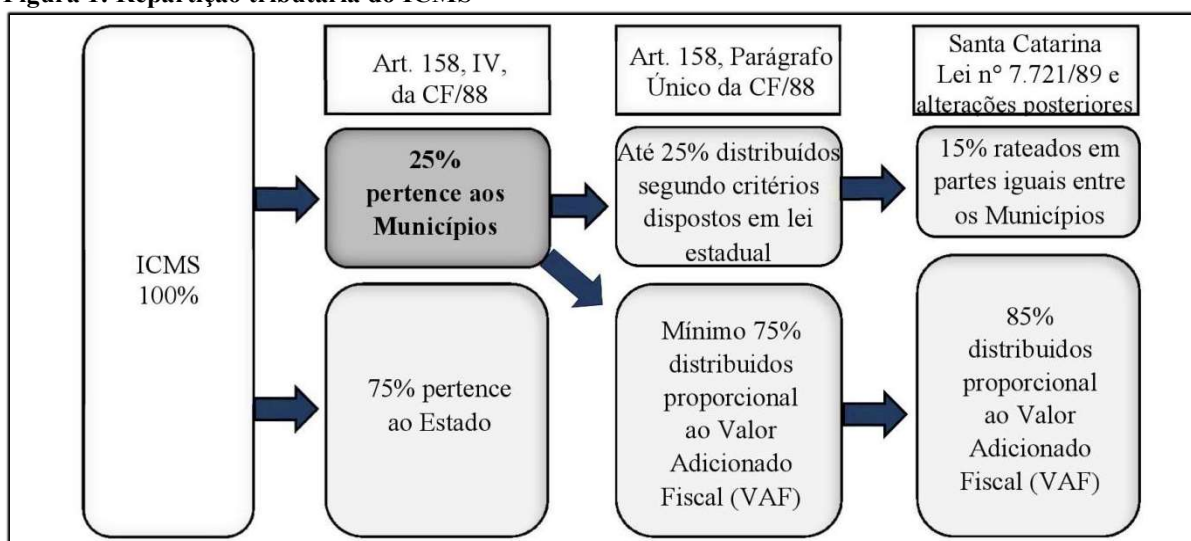 Figura 1: Repartição tributária do ICMS
ICMS
100%
Art. 158, IV,
da CF/88
25%
pertence aos
Municípios
75% pertence
ao Estado
Art. 158, Parágrafo
Único da CF/88
Até 25% distribuídos
segundo critérios
dispostos em lei
estadual
Mínimo 75%
distribuidos
proporcional
ao Valor
Adicionado
Fiscal (VAF)
Santa Catarina
Lei n° 7.721/89 e
alterações posteriores
15% rateados em
partes iguais entre
os Municípios
85%
distribuidos
proporcional
ao Valor
Adicionado
Fiscal (VAF)